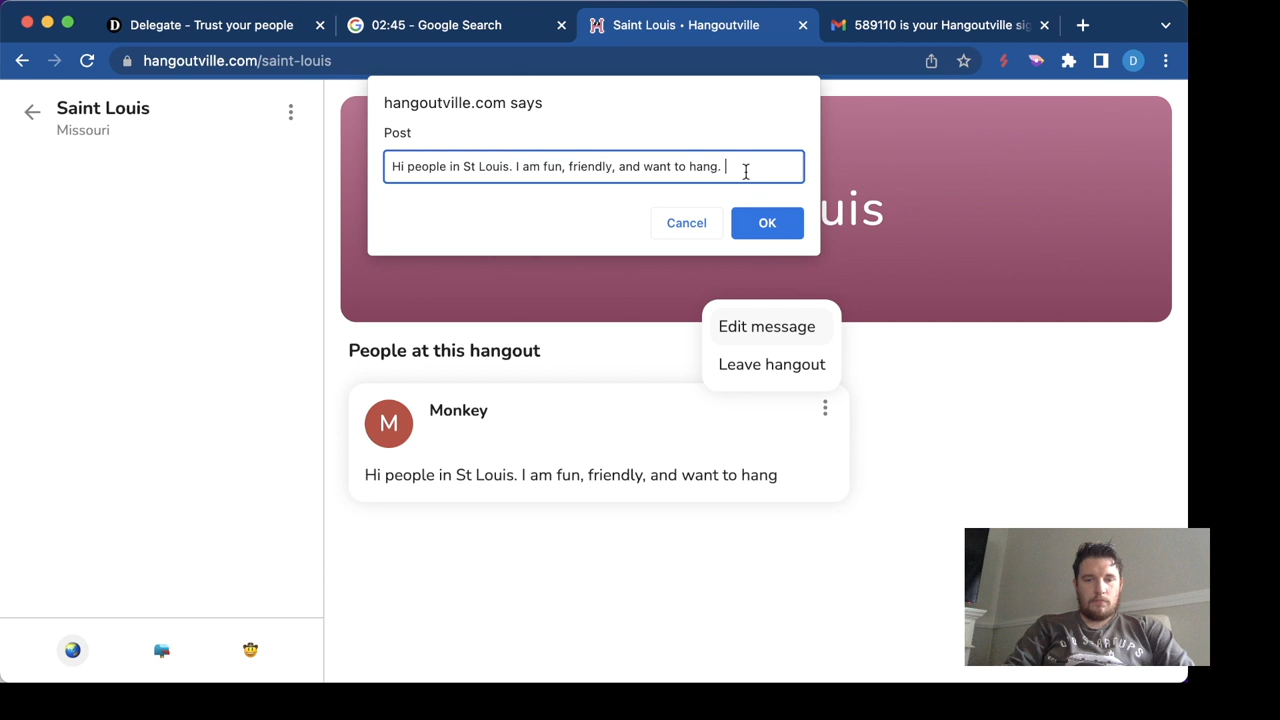 Delegate - Trust your people
02:45 - Google Search
Saint Louis • Hangoutville
589110 is your Hangoutville sig
hangoutville.com/saint-louis
D
Saint Louis
Missouri
hangoutville.com says
Post
Hi people in St Louis. I am fun, friendly, and want to hang.
Cancel
OK
uis
Edit message
Leave hangout
People at this hangout
M
Monkey
Hi people in St Louis. I am fun, friendly, and want to hang